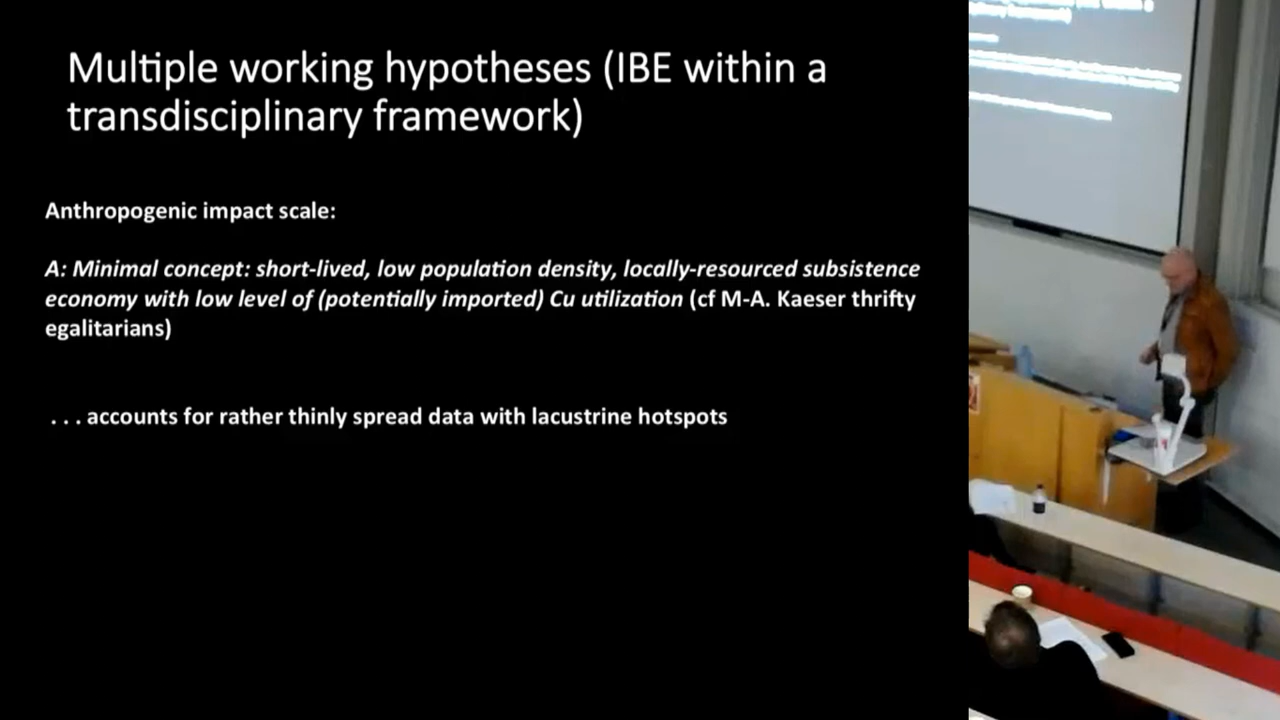 Multiple working hypotheses (IBE within a
transdisciplinary framework)
Anthropogenic impact scale:
A: Minimal concept: short-lived, low population density, locally-resourced subsistence
economy with low level of (potentially imported) Cu utilization (cf M-A. Kaeser thrifty
egalitarians)
. . . accounts for rather thinly spread data with lacustrine hotspots